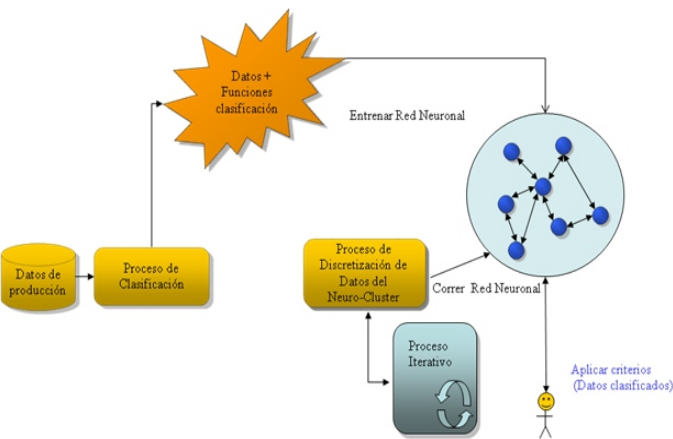 Datos +
Funciones
clasificación
Entrenar Red Neuronal
Datos de
producción
Proceso de
Clasificación
Proceso de
Discretización de
Datos del
Neuro-Cluster
Correr Red Neuronal
Proceso
Iterativo
Aplicar criterios
(Datos clasificados)